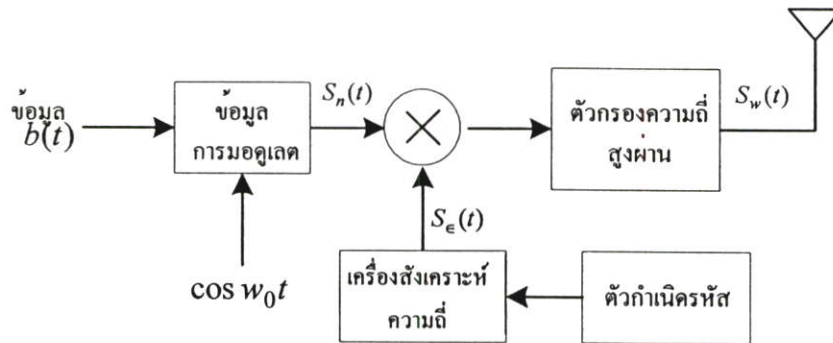 ข้อมูล
b(t)
ข้อมูล
การมอดูเลต
S_n(t)
ตัวกรองความถี่
สูงผ่าน
S_w(t)
S_∈(t)
cos w_0 t
เครื่องสังเคราะห์
ความถี่
ตัวกำเนิดรหัส